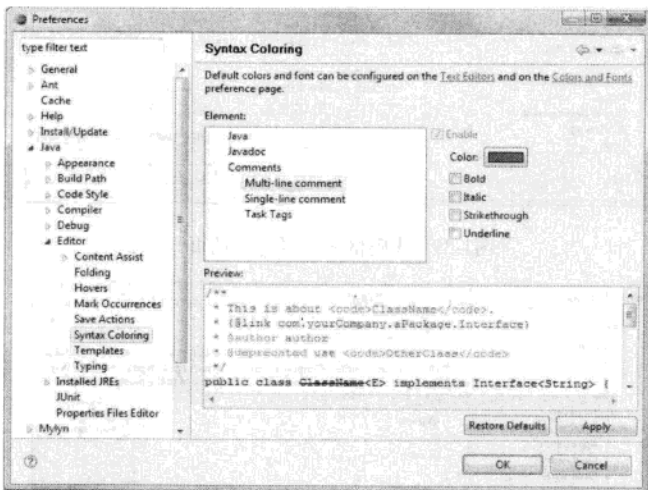 Preferences
type filter text
General
Ant
Cache
Help
Install/Update
Java
Appearance
Build Path
Code Style
Compiler
Debug
Editor
Content Assist
Folding
Hovers
Mark Occurrences
Save Actions
Syntax Coloring
Templates
Typing
Installed JREs
JUnit
Properties Files Editor
Mylyn
Syntax Coloring
Default colors and font can be configured on the Text Editors and on the Colors and Fonts
preference page.
Element:
Java
Javadoc
Comments
Multi-line comment
Single-line comment
Task Tags
Enable
Color:
Bold
Italic
Strikethrough
Underline
Preview:
/**
* This is about <code>ClassName</code>.
* {@link com.yourCompany.aPackage.Interface}
* @author author
* @deprecated use <code>OtherClass</code>
*/
public class ClassName<E> implements Interface<String> {
Restore Defaults
Apply
?
OK
Cancel